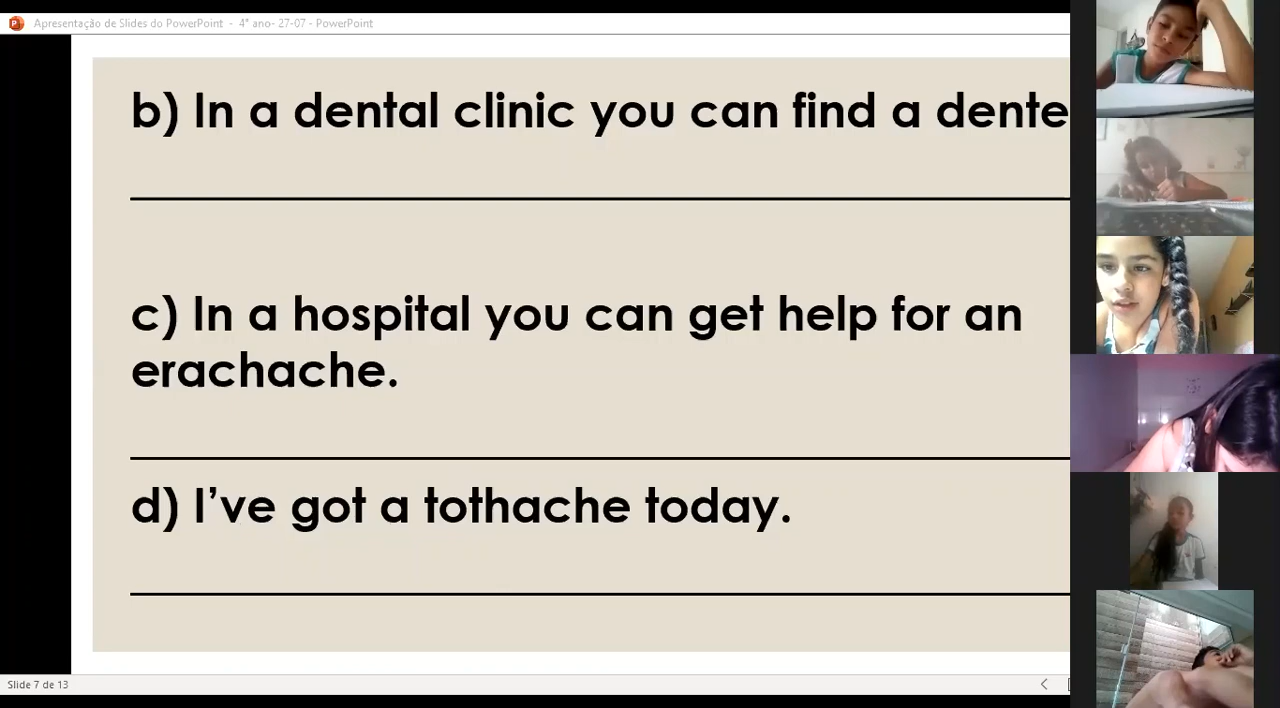 Apresentação de Slides do PowerPoint - 4° ano- 27-07 - PowerPoint
b) In a dental clinic you can find a dente
c) In a hospital you can get help for an
erachache.
d) I've got a tothache today.
Slide 7 de 13